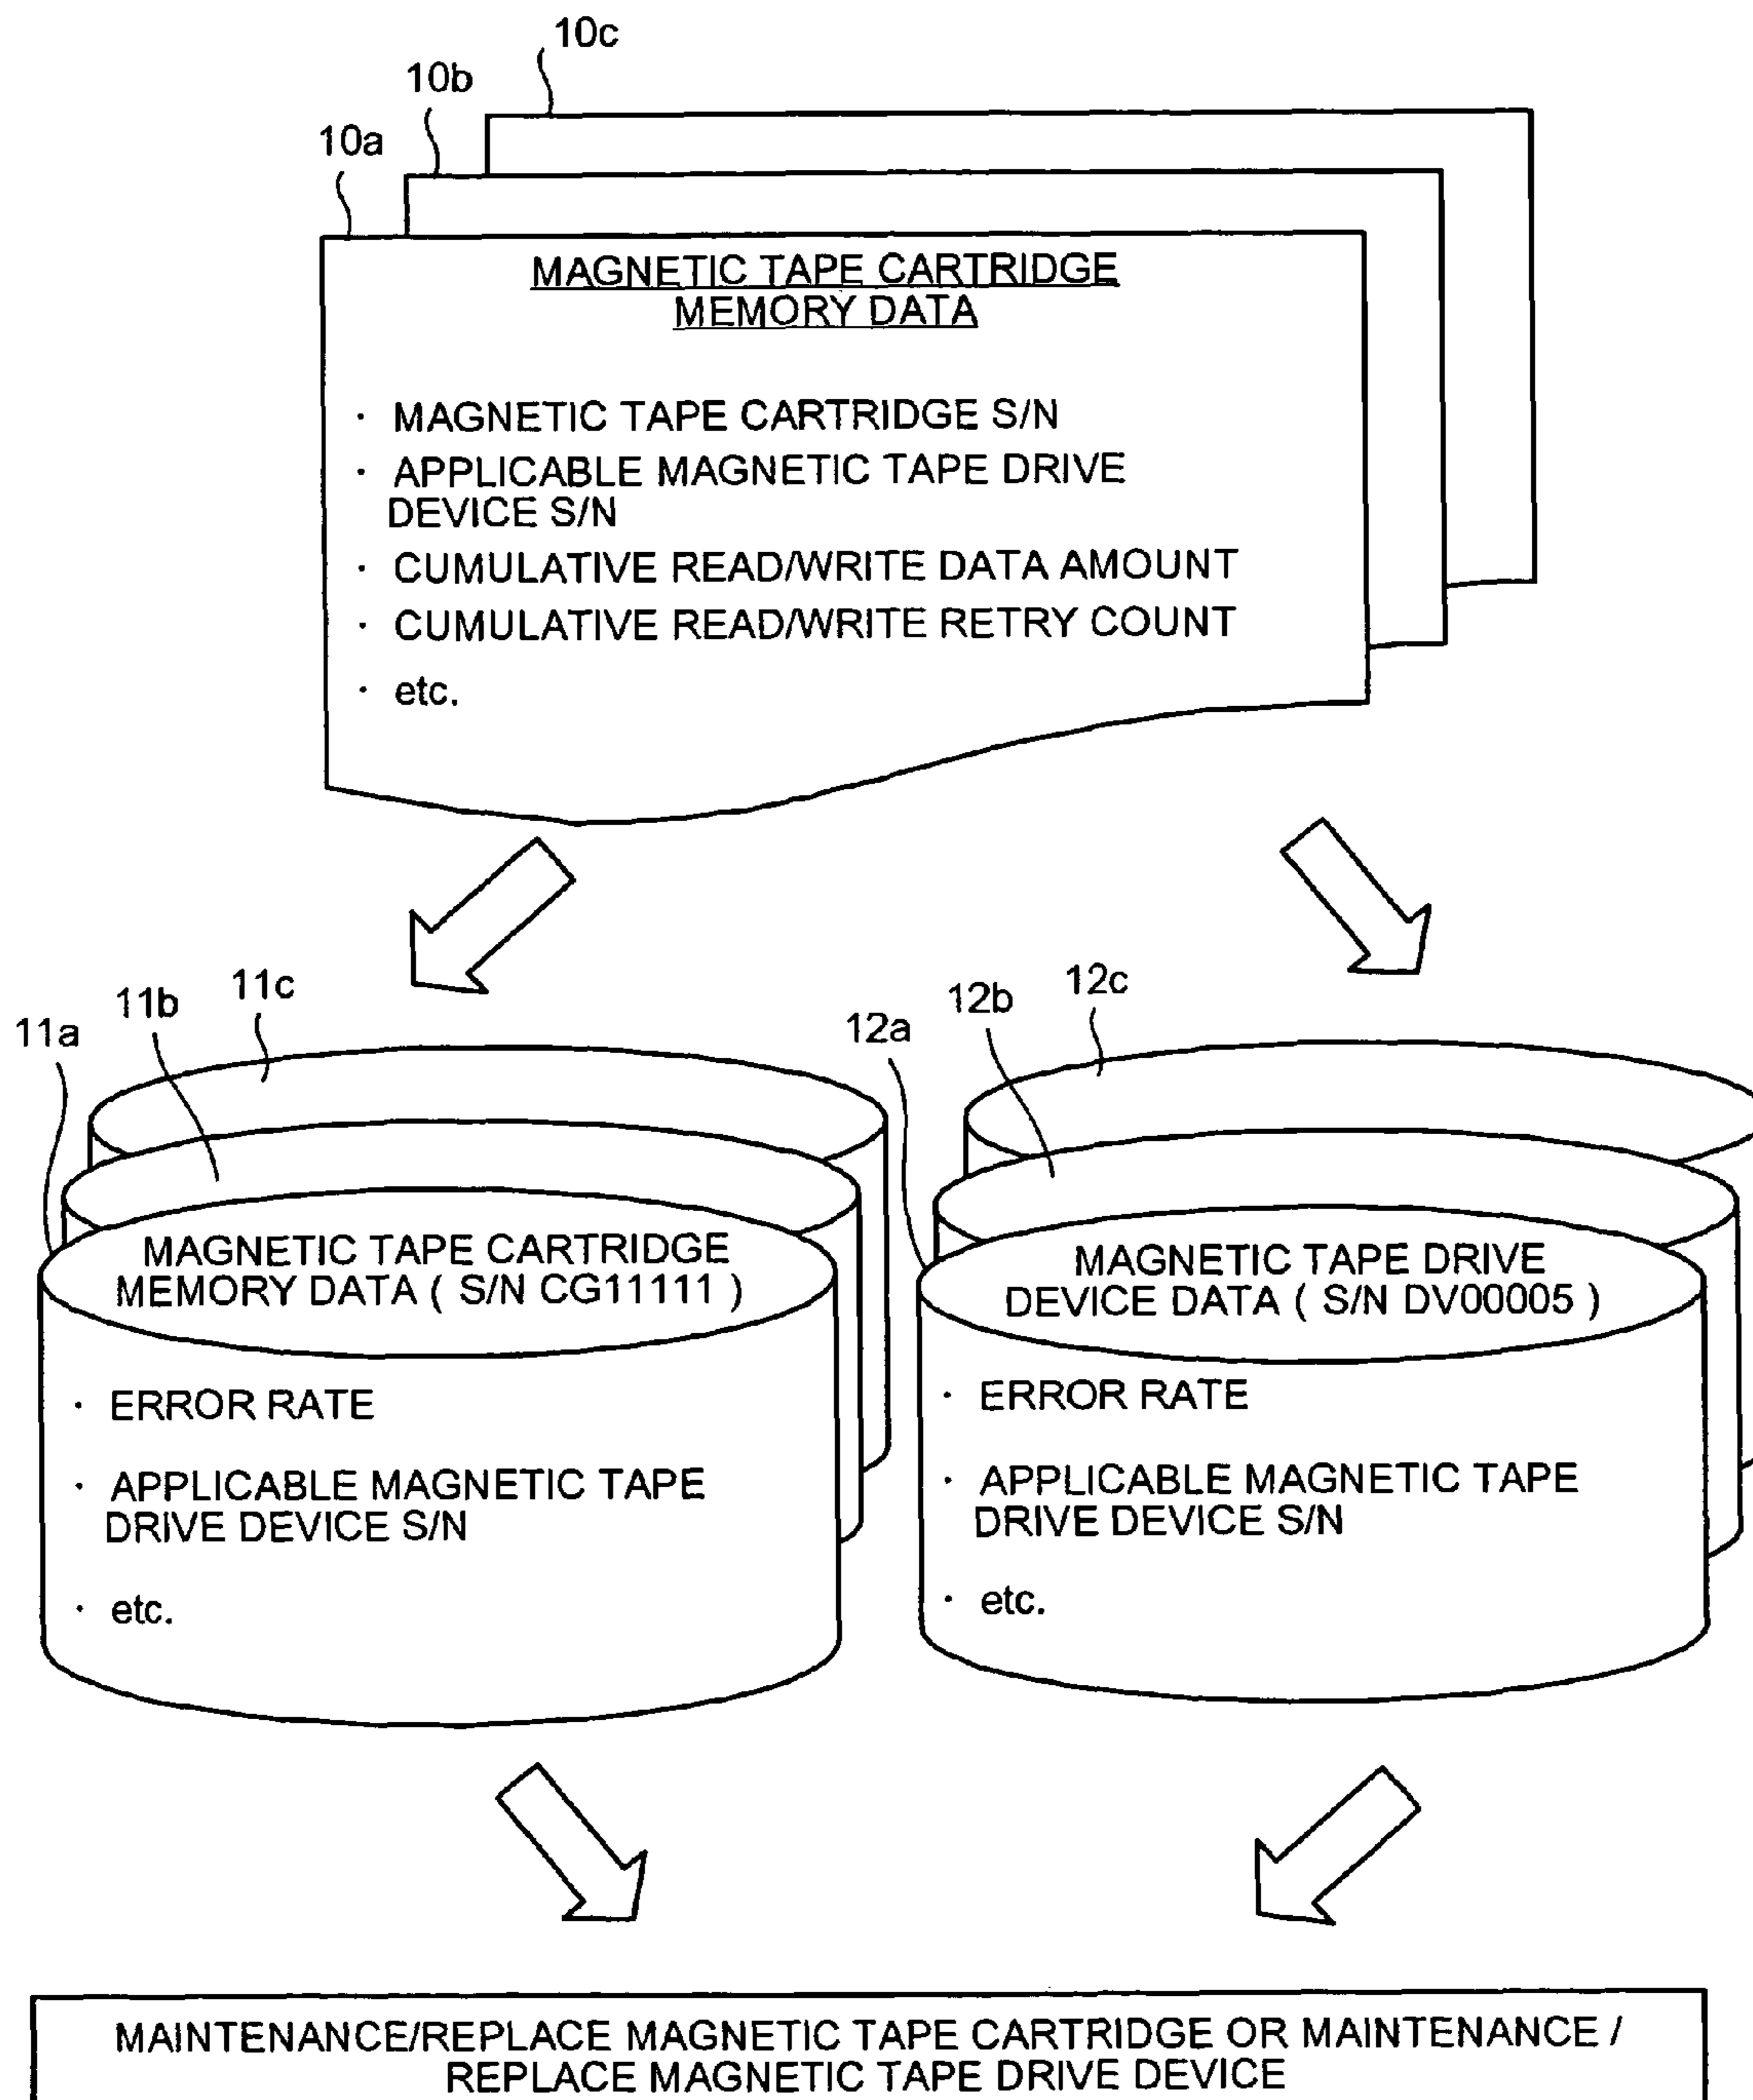 10c
10b
10a
MAGNETIC TAPE CARTRIDGE
MEMORY DATA
· MAGNETIC TAPE CARTRIDGE S/N
· APPLICABLE MAGNETIC TAPE DRIVE
DEVICE S/N
· CUMULATIVE READ/WRITE DATA AMOUNT
· CUMULATIVE READ/WRITE RETRY COUNT
· etc.
11a
11b
11c
12a
12b
12c
MAGNETIC TAPE CARTRIDGE
MEMORY DATA ( S/N CG11111 )
· ERROR RATE
· APPLICABLE MAGNETIC TAPE
DRIVE DEVICE S/N
· etc.
MAGNETIC TAPE DRIVE
DEVICE DATA ( S/N DV00005 )
· ERROR RATE
· APPLICABLE MAGNETIC TAPE
DRIVE DEVICE S/N
· etc.
MAINTENANCE/REPLACE MAGNETIC TAPE CARTRIDGE OR MAINTENANCE /
REPLACE MAGNETIC TAPE DRIVE DEVICE